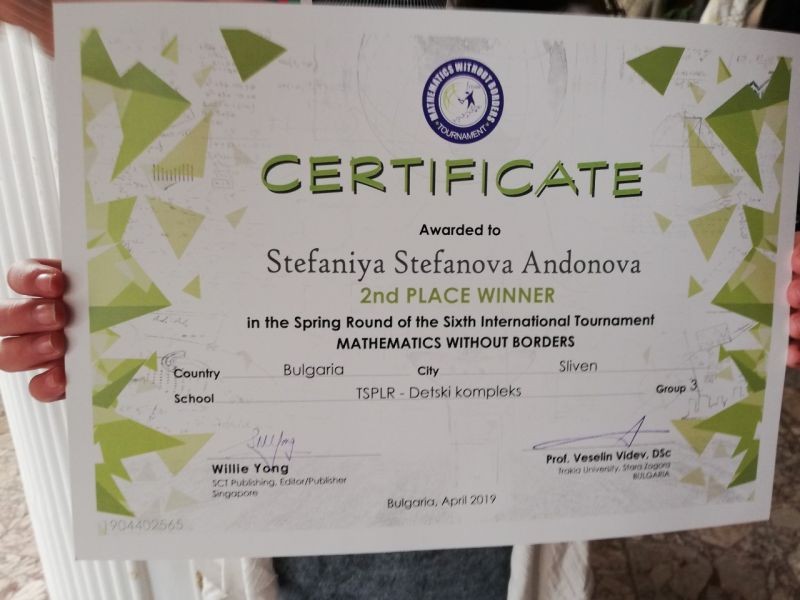 MATHEMATICS WITHOUT BORDERS
TOURNAMENT
CERTIFICATE
Awarded to
Stefaniya Stefanova Andonova
2nd PLACE WINNER
in the Spring Round of the Sixth International Tournament
MATHEMATICS WITHOUT BORDERS
Country Bulgaria City Sliven
School TSPLR - Detski kompleks Group 3
Willie Yong
SCT Publishing, Editor/Publisher
Singapore
Prof. Veselin Videv, DSc
Trakia University, Stara Zagora
BULGARIA
Bulgaria, April 2019
1904402565